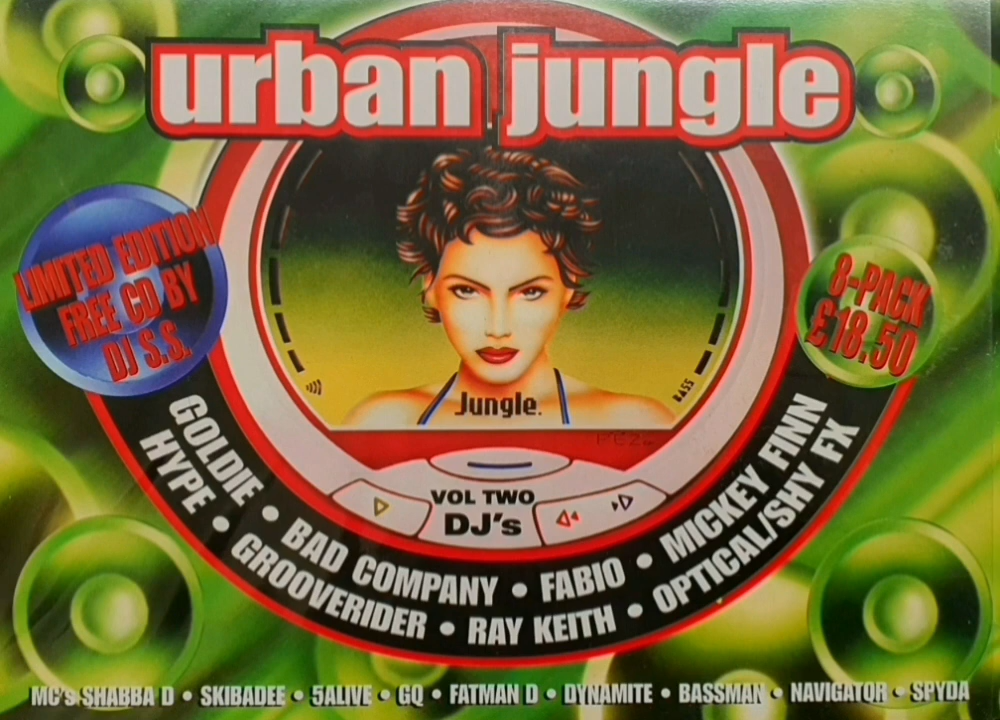 urban jungle
LIMITED EDITION
FREE CD BY
DJ S.S.
8-PACK
£18.50
BASS
Jungle.
PEZ
VOL TWO
DJ's
GOLDIE • BAD COMPANY • FABIO • MICKEY FINN
HYPE • GROOVERIDER • RAY KEITH • OPTICAL/SHY FX
MC's SHABBA D • SKIBADEE • 5ALIVE • GQ • FATMAN D • DYNAMITE • BASSMAN • NAVIGATOR • SPYDA